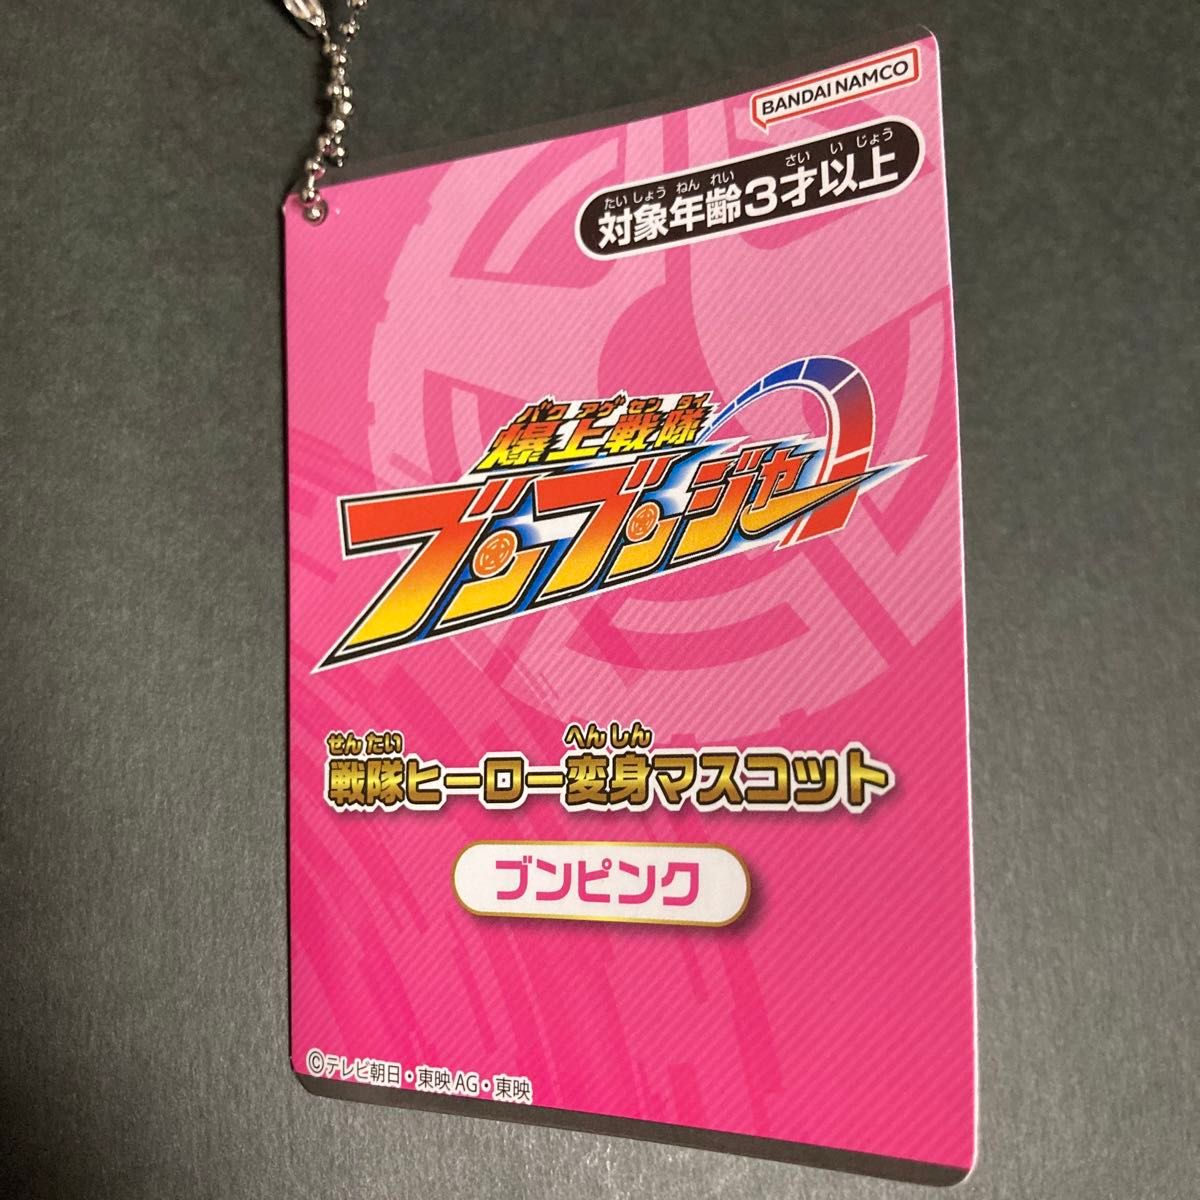 BANDAI NAMCO
たいしょうねんれい さいいじょう
対象年齢3才以上
バクアゲセンタイ
爆上戦隊
ブンブンジャー
せんたい へんしん
戦隊ヒーロー変身マスコット
ブンピンク
©テレビ朝日・東映AG・東映